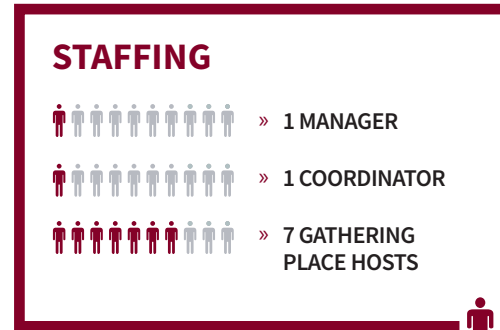 STAFFING
» 1 MANAGER
» 1 COORDINATOR
» 7 GATHERING
PLACE HOSTS